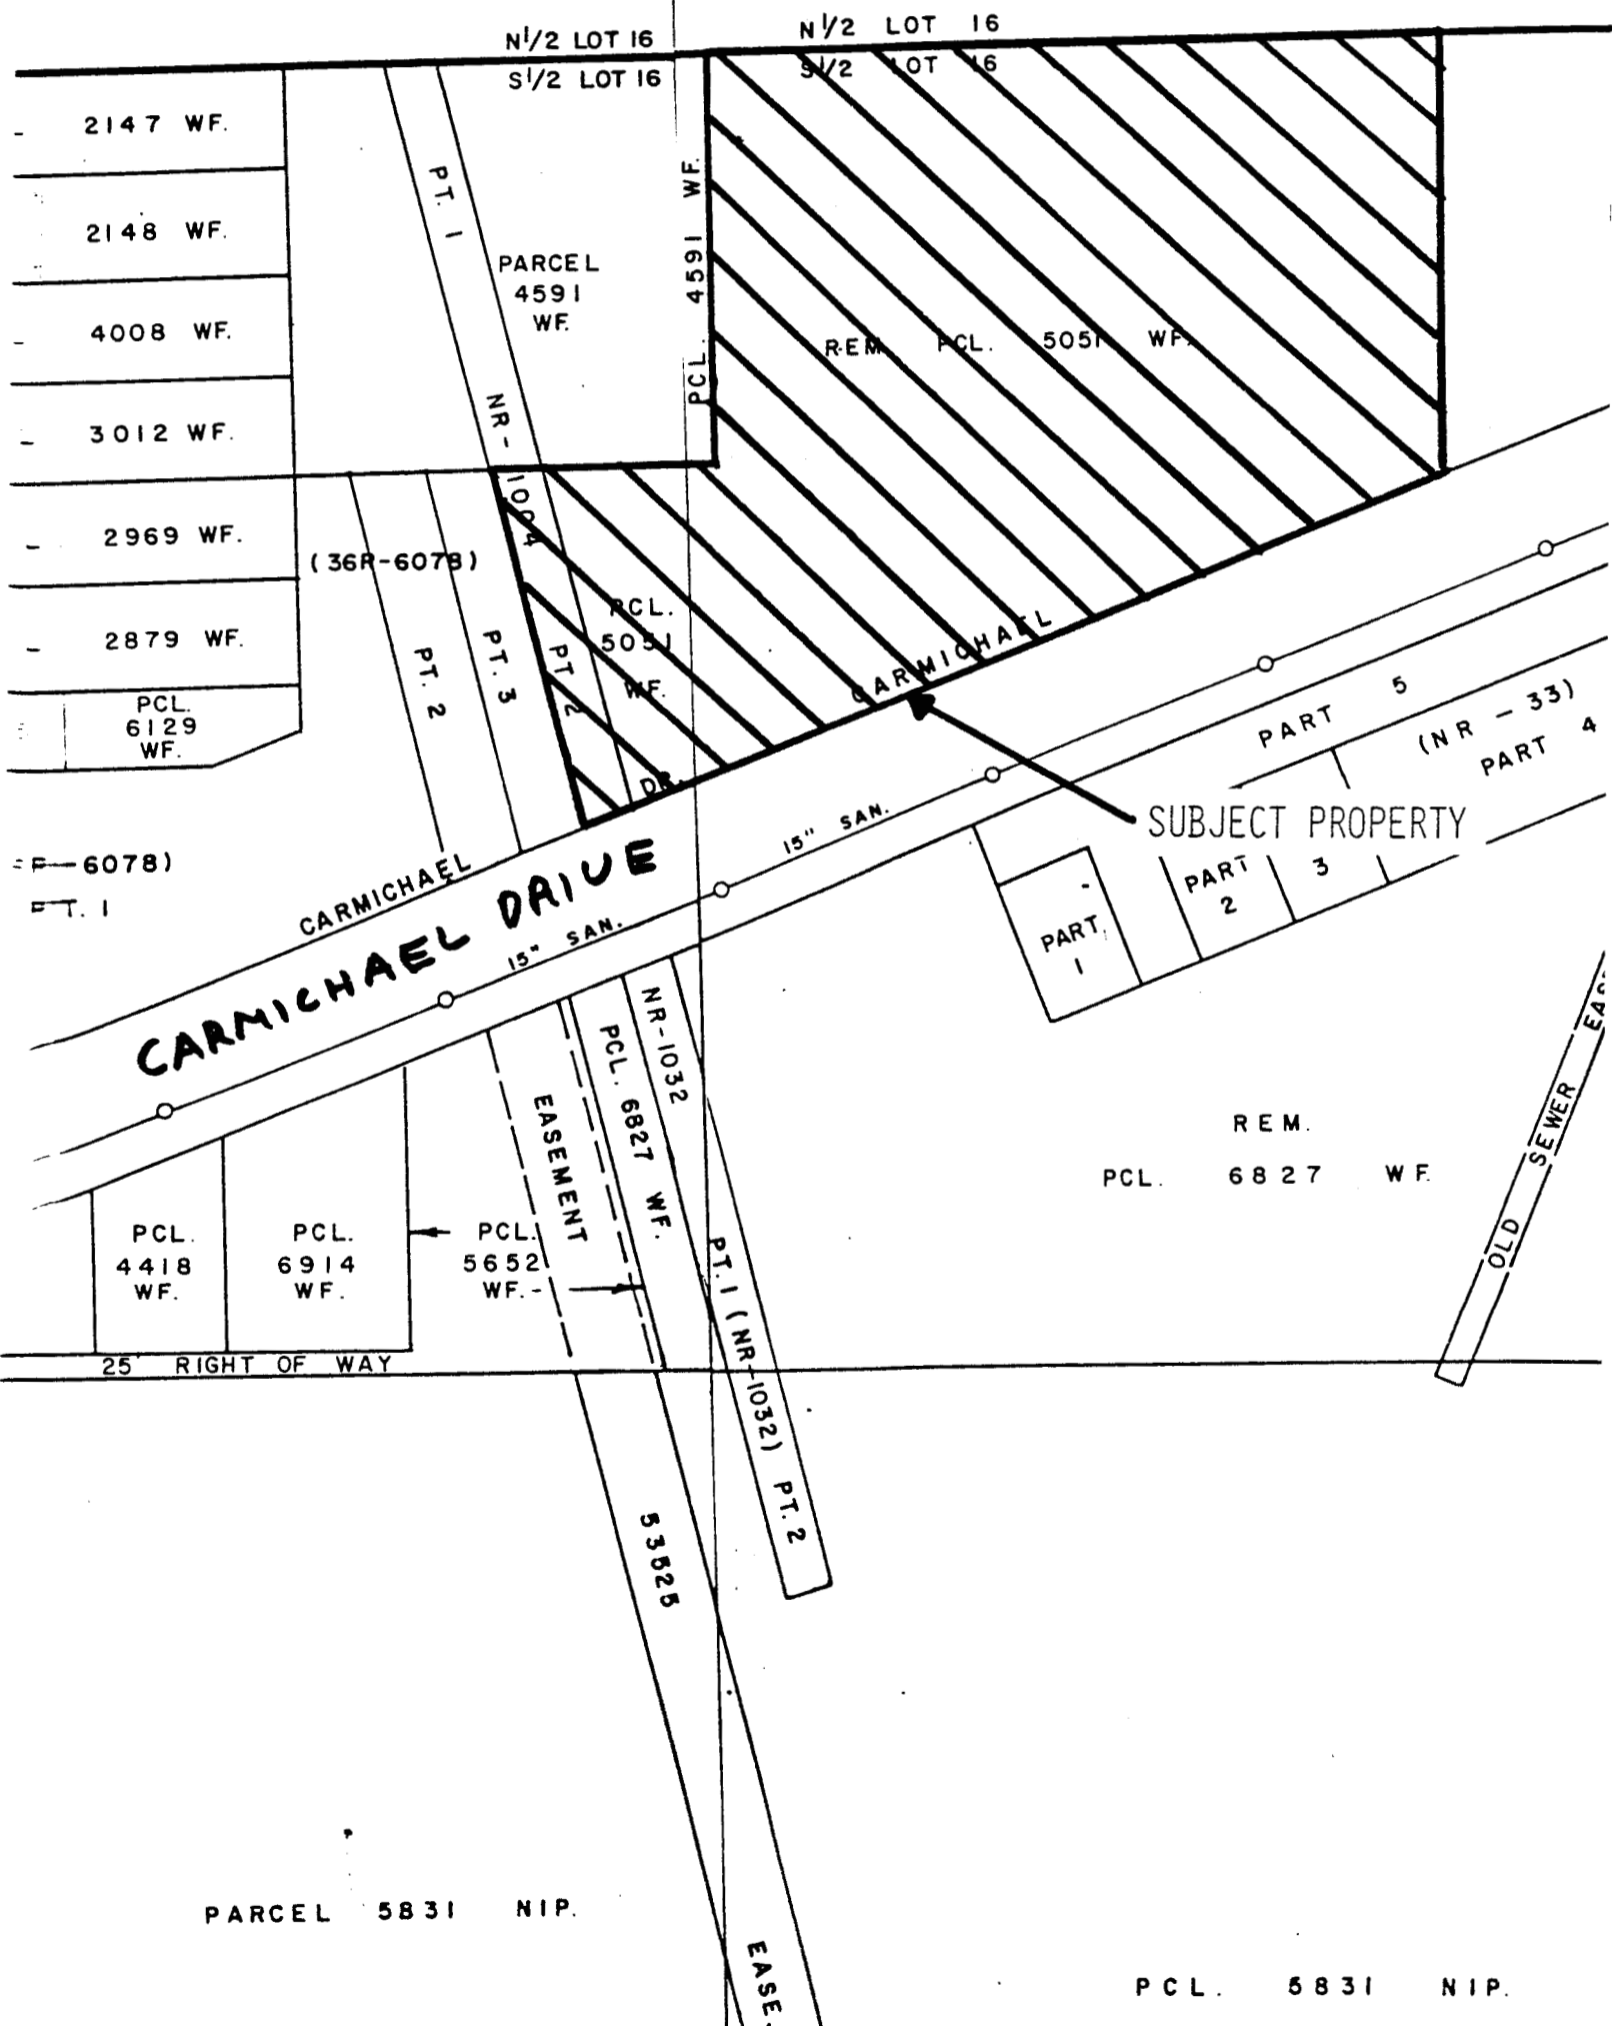 N1/2 LOT 16
N1/2 LOT 16
S1/2 LOT 16
S1/2 LOT 16
2147 WF.
2148 WF.
4008 WF.
3012 WF.
2969 WF.
2879 WF.
PCL.
6129
WF.
PT. 1
NR-1004
PT 2
PARCEL
4591
WF.
PCL. 4591 WF.
REM. PCL. 5051 WF.
(36R-6078)
PT. 2
PT. 3
PCL.
5051
WF.
CARMICHAEL DR.
SUBJECT PROPERTY
-6078)
T. 1
CARMICHAEL
CARMICHAEL DRIVE
15" SAN.
15" SAN.
PART 5
(NR - 33)
PART 4
PART
1
PART
2
3
NR-1032
PCL. 6827 WF.
EASEMENT
PT. 1 (NR-1032) PT. 2
REM.
PCL. 6827 WF.
OLD SEWER EAS
PCL.
4418
WF.
PCL.
6914
WF.
PCL.
5652
WF.-
25' RIGHT OF WAY
53525
EASE-
PARCEL 5831 NIP.
PCL. 5831 NIP.